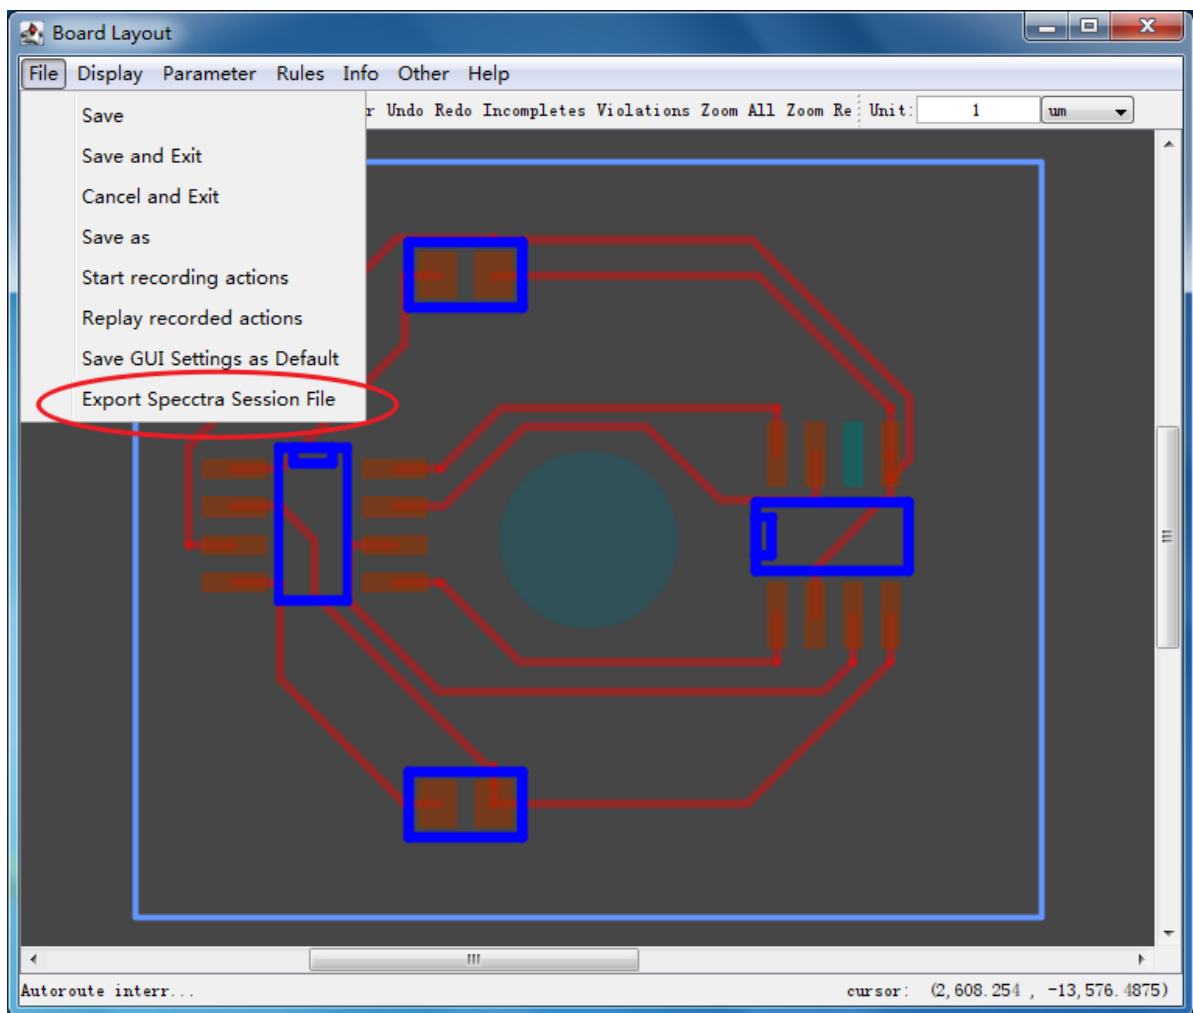 Board Layout
File Display Parameter Rules Info Other Help
r Undo Redo Incompletes Violations Zoom All Zoom Re Unit: 1 um
Save
Save and Exit
Cancel and Exit
Save as
Start recording actions
Replay recorded actions
Save GUI Settings as Default
Export Specctra Session File
Autoroute interr... cursor: (2,608.254 , -13,576.4875)